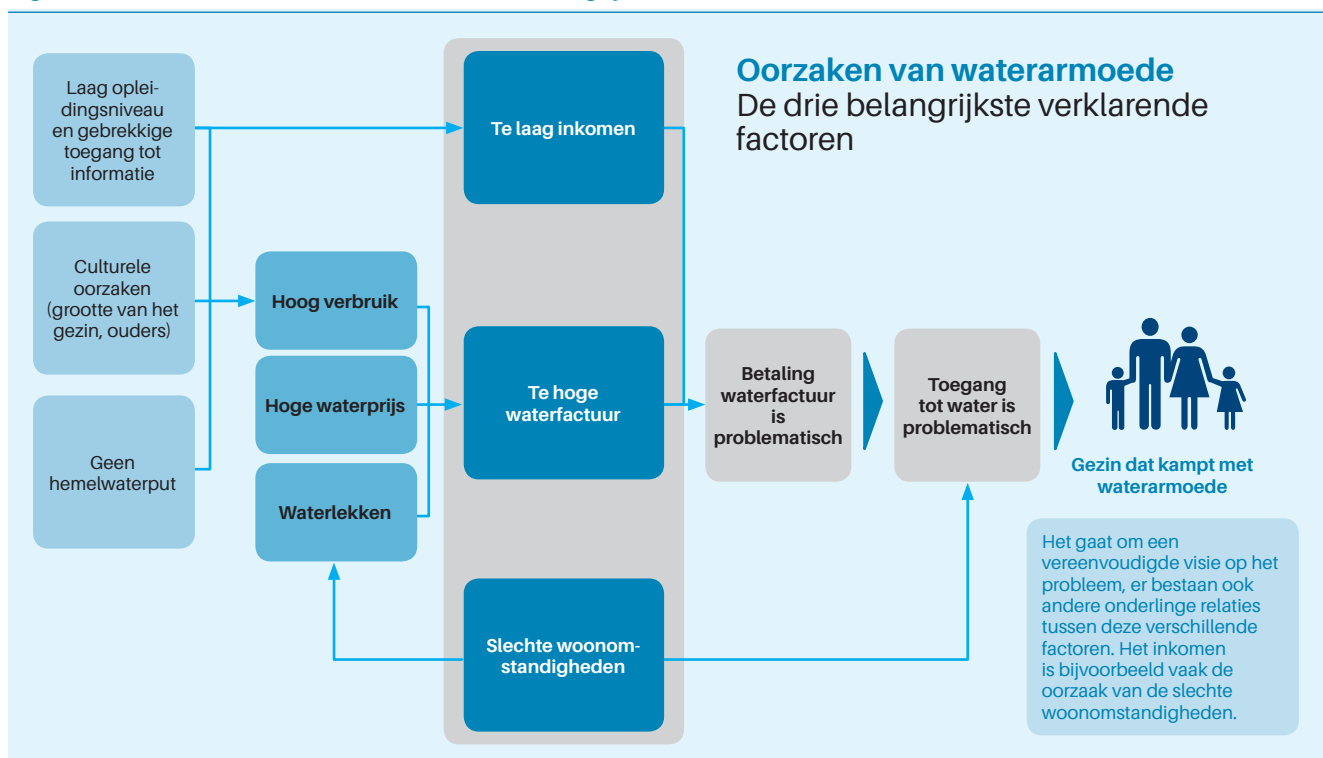 Oorzaken van waterarmoede
De drie belangrijkste verklarende
factoren
Laag oplei-
dingsniveau
en gebrekkige
toegang tot
informatie
Culturele
oorzaken
(grootte van het
gezin, ouders)
Geen
hemelwaterput
Hoog verbruik
Hoge waterprijs
Waterlekken
Te laag inkomen
Te hoge
waterfactuur
Slechte woonom-
standigheden
Betaling
waterfactuur
is
problematisch
Toegang
tot water is
problematisch
Gezin dat kampt met
waterarmoede
Het gaat om een
vereenvoudigde visie op het
probleem, er bestaan ook
andere onderlinge relaties
tussen deze verschillende
factoren. Het inkomen
is bijvoorbeeld vaak de
oorzaak van de slechte
woonomstandigheden.